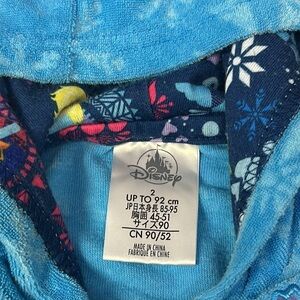 Disney
2
UP TO 92 cm
JP日本身長 85-95
胸囲 45-51
サイズ90
CN 90/52
MADE IN CHINA
FABRIQUÉ EN CHINE